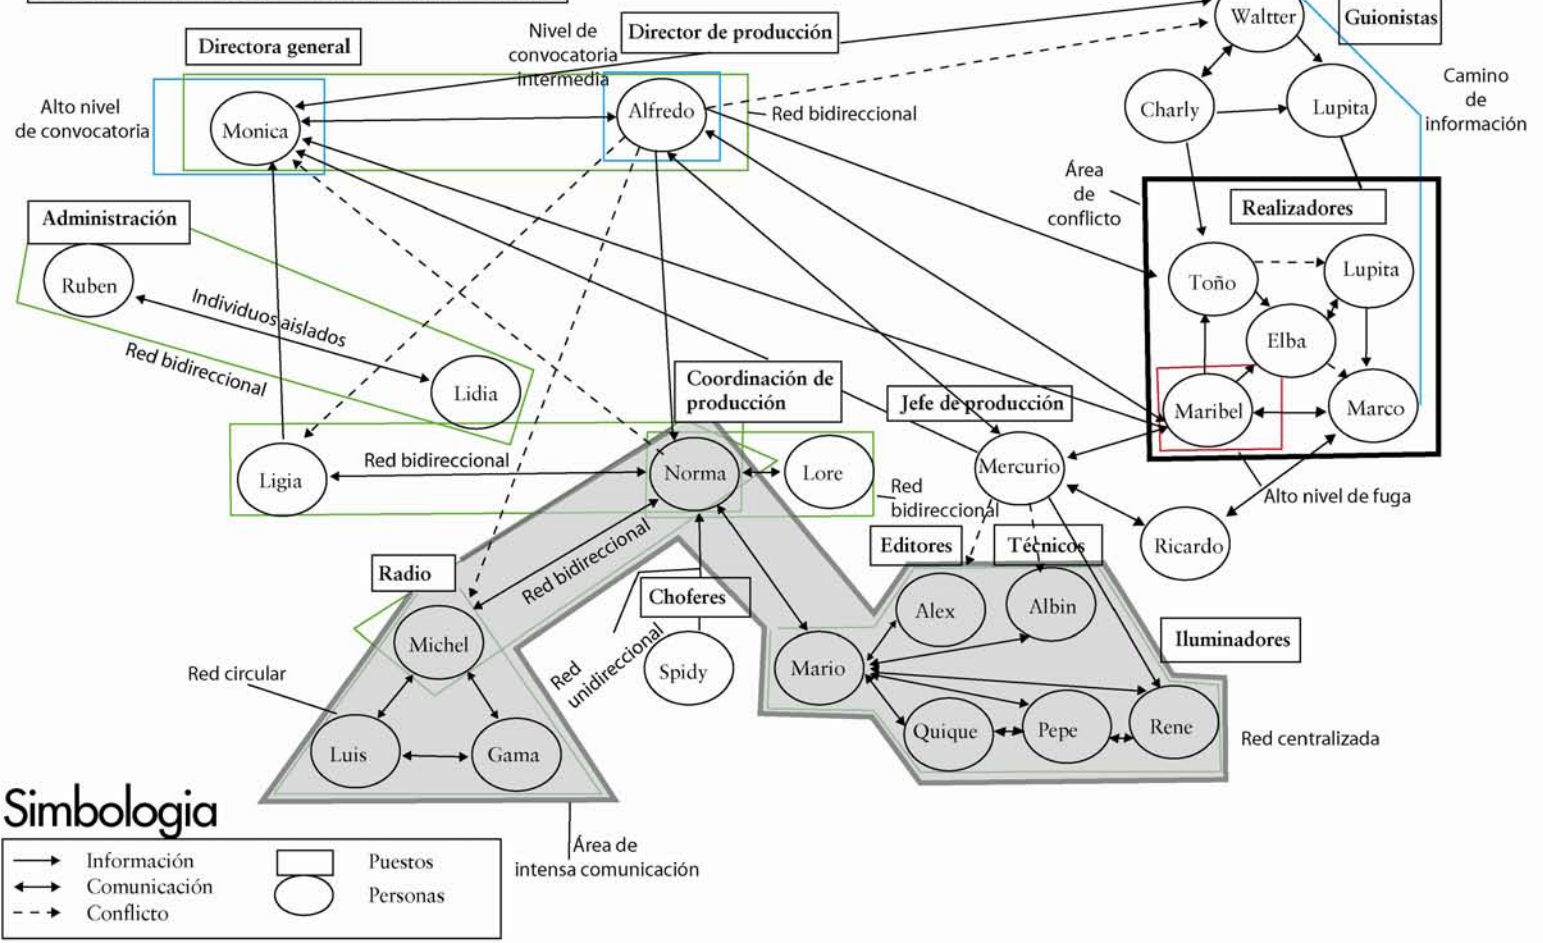 Directora general
Nivel de
convocatoria
intermedia
Director de producción
Waltter
Guionistas
Alto nivel
de convocatoria
Monica
Alfredo
Red bidireccional
Charly
Lupita
Camino
de
información
Área
de
conflicto
Realizadores
Administración
Ruben
Individuos aislados
Red bidireccional
Lidia
Toño
Lupita
Elba
Maribel
Marco
Coordinación de
producción
Jefe de producción
Ligia
Red bidireccional
Norma
Lore
Mercurio
Red
bidireccional
Alto nivel de fuga
Ricardo
Editores
Técnicos
Radio
Red bidireccional
Choferes
Alex
Albin
Iluminadores
Michel
Red circular
Red
unidireccional
Spidy
Mario
Luis
Gama
Quique
Pepe
Rene
Red centralizada
Simbologia
Información
Comunicación
Conflicto
Puestos
Personas
Área de
intensa comunicación